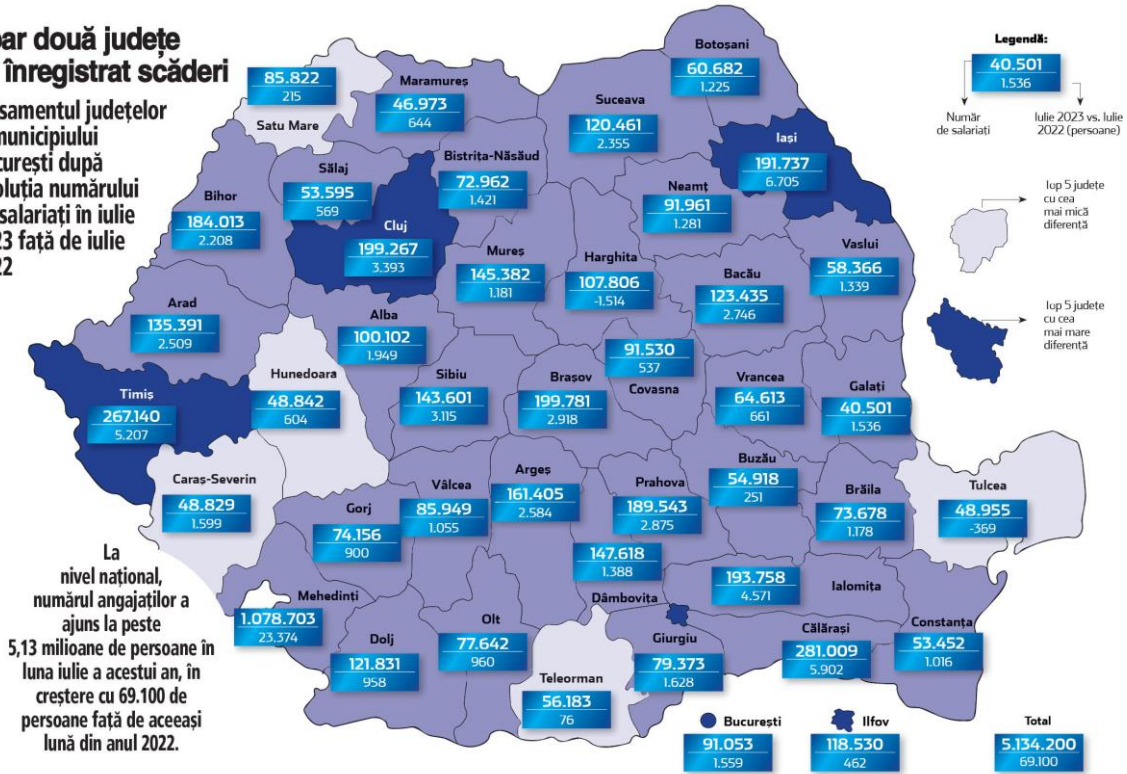 oar două județe
înregistrat scăderi
samentul județelor
municipiului
curești după
oluția numărului
salariați în iulie
23 față de iulie
22
Legendă:
40.501
1.536
Număr
de salariați
Iulie 2023 vs. Iulie
2022 (persoane)
Top 5 județe
cu cea
mai mică
diferență
Top 5 județe
cu cea
mai mare
diferență
85.822
215
Satu Mare
Maramureș
46.973
644
Botoșani
60.682
1.225
Suceava
120.461
2.355
Iași
191.737
6.705
Bihor
184.013
2.208
Sălaj
53.595
569
Bistrița-Năsăud
72.962
1.421
Neamț
91.961
1.281
Cluj
199.267
3.393
Mureș
145.382
1.181
Harghita
107.806
-1.514
Bacău
123.435
2.746
Vaslui
58.366
1.339
Arad
135.391
2.509
Alba
100.102
1.949
Timiș
267.140
5.207
Hunedoara
48.842
604
Sibiu
143.601
3.115
Brașov
199.781
2.918
91.530
537
Covasna
Vrancea
64.613
661
Galați
40.501
1.536
Caraș-Severin
48.829
1.599
Gorj
74.156
900
Vâlcea
85.949
1.055
Argeș
161.405
2.584
Prahova
189.543
2.875
Buzău
54.918
251
Brăila
73.678
1.178
Tulcea
48.955
-369
Mehedinți
1.078.703
23.374
Dolj
121.831
958
Olt
77.642
960
147.618
1.388
Dâmbovița
193.758
4.571
Ialomița
Teleorman
56.183
76
Giurgiu
79.373
1.628
Călărași
281.009
5.902
Constanța
53.452
1.016
La
nivel național,
numărul angajaților a
ajuns la peste
5,13 milioane de persoane în
luna iulie a acestui an, în
creștere cu 69.100 de
persoane față de aceeași
lună din anul 2022.
București
91.053
1.559
Ilfov
118.530
462
Total
5.134.200
69.100